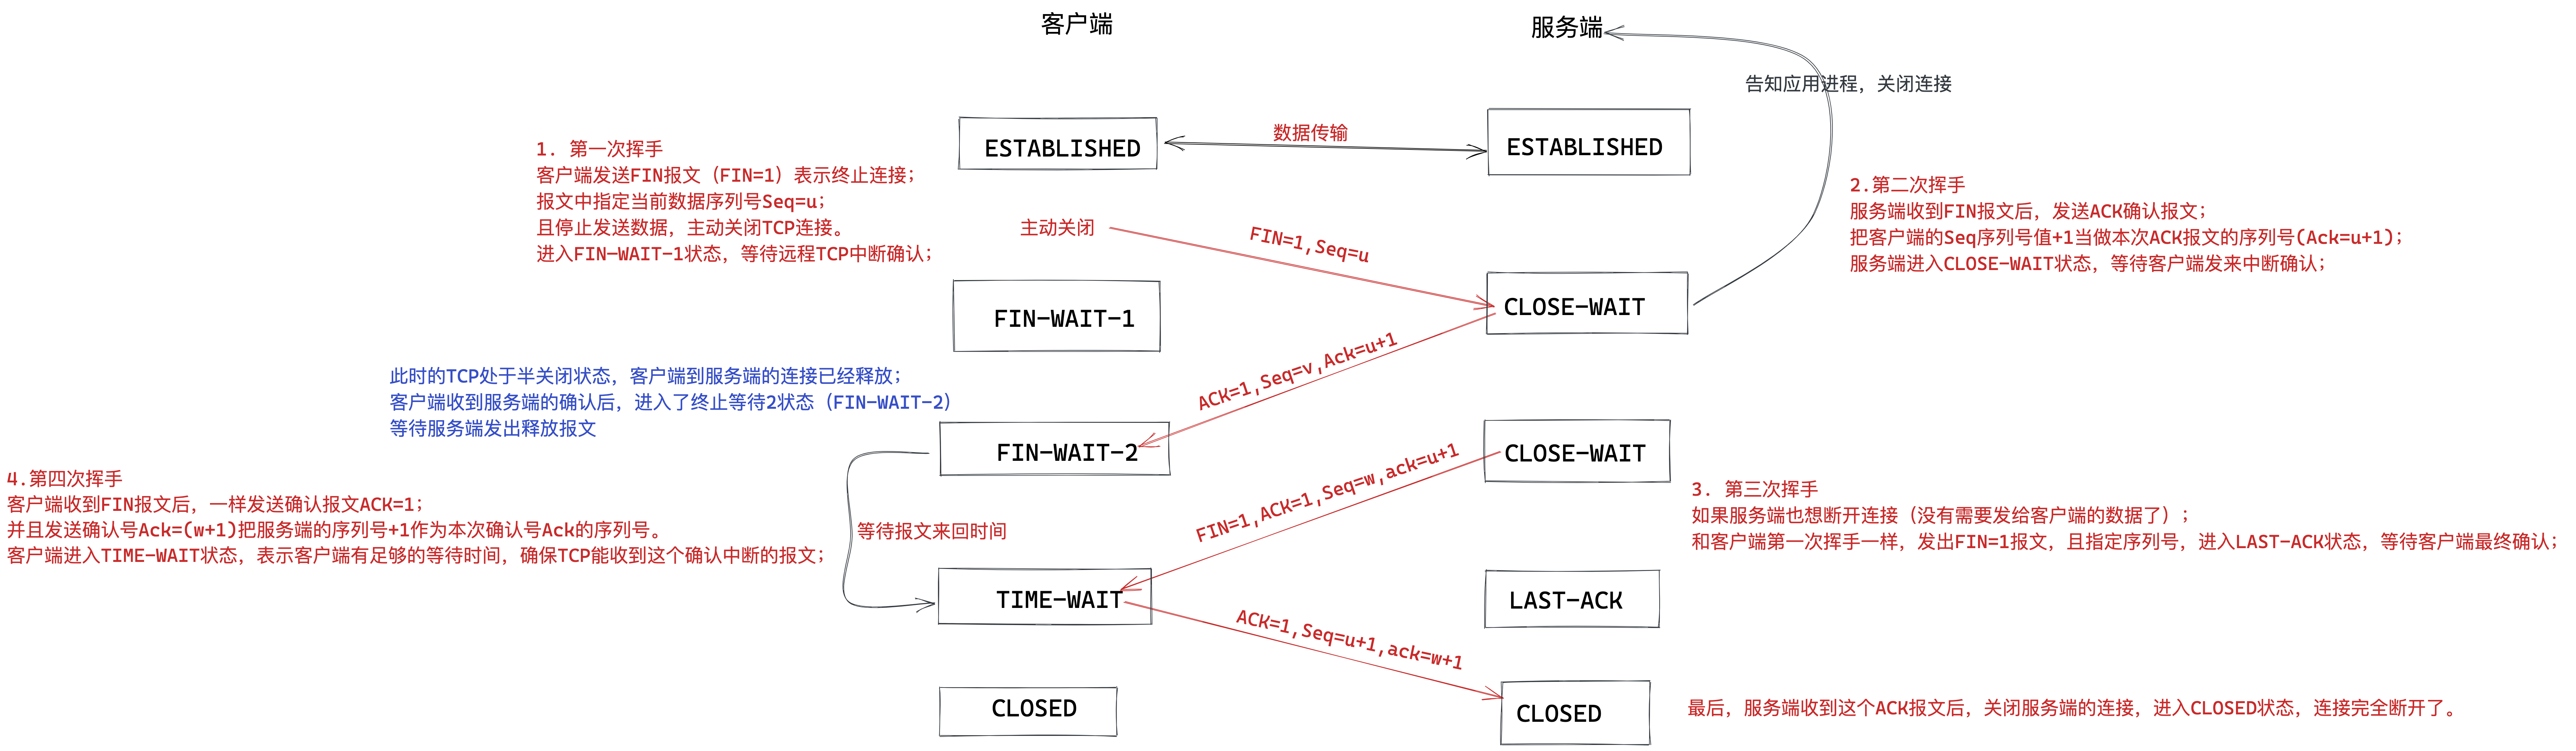 客户端
服务端
告知应用进程，关闭连接
ESTABLISHED
数据传输
ESTABLISHED
1. 第一次挥手
客户端发送FIN报文（FIN=1）表示终止连接；
报文中指定当前数据序列号Seq=u；
且停止发送数据，主动关闭TCP连接。
进入FIN-WAIT-1状态，等待远程TCP中断确认；
主动关闭
FIN=1,Seq=u
2.第二次挥手
服务端收到FIN报文后，发送ACK确认报文；
把客户端的Seq序列号值+1当做本次ACK报文的序列号(Ack=u+1)；
服务端进入CLOSE-WAIT状态，等待客户端发来中断确认；
FIN-WAIT-1
CLOSE-WAIT
ACK=1,Seq=v,Ack=u+1
此时的TCP处于半关闭状态，客户端到服务端的连接已经释放；
客户端收到服务端的确认后，进入了终止等待2状态（FIN-WAIT-2）
等待服务端发出释放报文
FIN-WAIT-2
CLOSE-WAIT
FIN=1,ACK=1,Seq=w,ack=u+1
4.第四次挥手
客户端收到FIN报文后，一样发送确认报文ACK=1；
并且发送确认号Ack=(w+1)把服务端的序列号+1作为本次确认号Ack的序列号。
客户端进入TIME-WAIT状态，表示客户端有足够的等待时间，确保TCP能收到这个确认中断的报文；
等待报文来回时间
3. 第三次挥手
如果服务端也想断开连接（没有需要发给客户端的数据了）；
和客户端第一次挥手一样，发出FIN=1报文，且指定序列号，进入LAST-ACK状态，等待客户端最终确认；
TIME-WAIT
LAST-ACK
ACK=1,Seq=u+1,ack=w+1
CLOSED
CLOSED
最后，服务端收到这个ACK报文后，关闭服务端的连接，进入CLOSED状态，连接完全断开了。